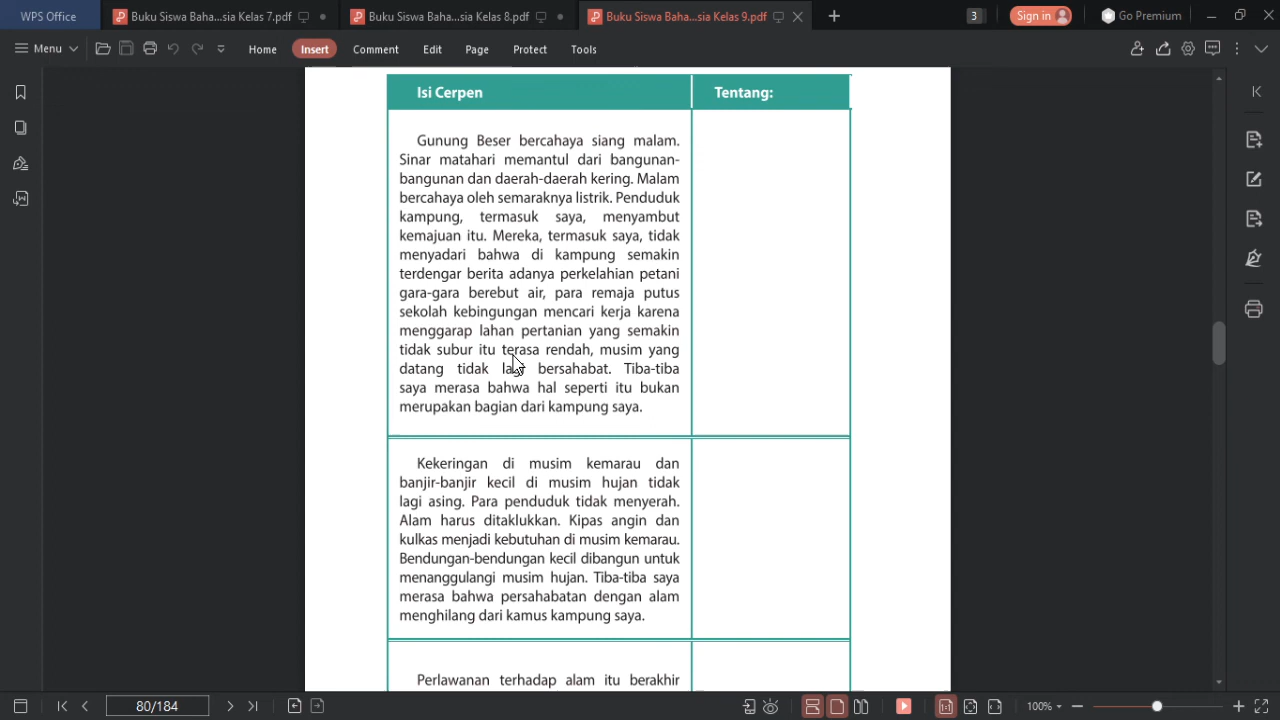 WPS Office
Buku Siswa Baha...sia Kelas 7.pdf
Buku Siswa Baha...sia Kelas 8.pdf
Buku Siswa Baha...sia Kelas 9.pdf
3
Sign in
Go Premium
Menu
Home
Insert
Comment
Edit
Page
Protect
Tools
Isi Cerpen
Tentang:
Gunung Beser bercahaya siang malam.
Sinar matahari memantul dari bangunan-
bangunan dan daerah-daerah kering. Malam
bercahaya oleh semaraknya listrik. Penduduk
kampung, termasuk saya, menyambut
kemajuan itu. Mereka, termasuk saya, tidak
menyadari bahwa di kampung semakin
terdengar berita adanya perkelahian petani
gara-gara berebut air, para remaja putus
sekolah kebingungan mencari kerja karena
menggarap lahan pertanian yang semakin
tidak subur itu terasa rendah, musim yang
datang tidak lagi bersahabat. Tiba-tiba
saya merasa bahwa hal seperti itu bukan
merupakan bagian dari kampung saya.
Kekeringan di musim kemarau dan
banjir-banjir kecil di musim hujan tidak
lagi asing. Para penduduk tidak menyerah.
Alam harus ditaklukkan. Kipas angin dan
kulkas menjadi kebutuhan di musim kemarau.
Bendungan-bendungan kecil dibangun untuk
menanggulangi musim hujan. Tiba-tiba saya
merasa bahwa persahabatan dengan alam
menghilang dari kamus kampung saya.
Perlawanan terhadap alam itu berakhir
80/184
100%